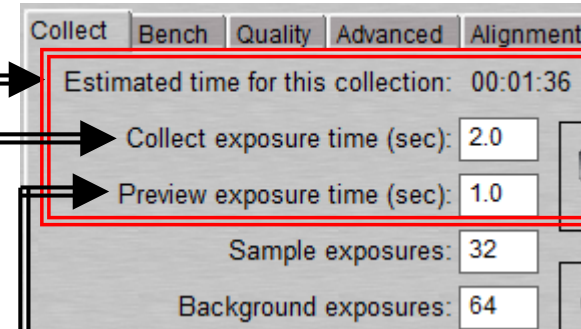 Collect Bench Quality Advanced Alignment
Estimated time for this collection: 00:01:36
Collect exposure time (sec): 2.0
Preview exposure time (sec): 1.0
Sample exposures: 32
Background exposures: 64